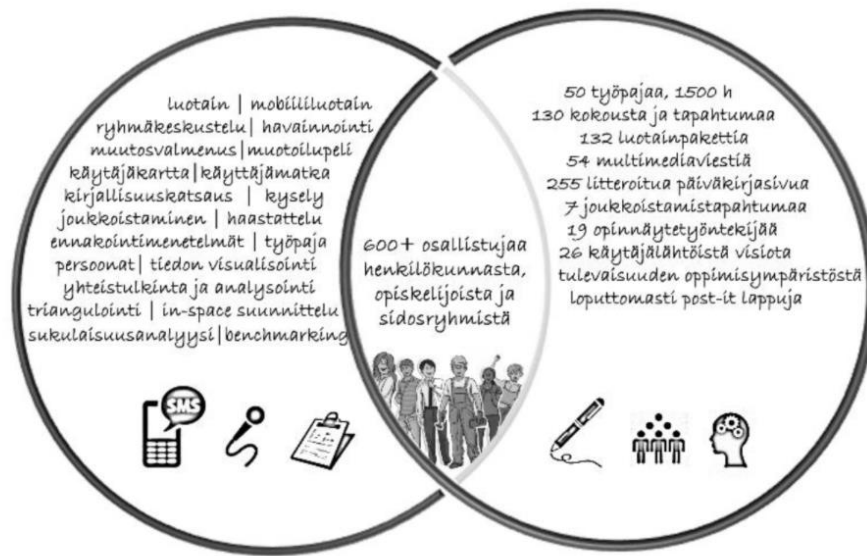 luotain | mobiililuotain
ryhmäkeskustelu | havainnointi
muutosvalmennus | muotoilupeli
käytäjäkartta | käyttäjämatka
kirjallisuuskatsaus | kysely
joukkoistaminen | haastattelu
ennakointimenetelmät | työpaja
persoonat | tiedon visualisointi
yhteistulkinta ja analysointi
triangulointi | in-space suunnittelu
sukulaisuusanalyysi | benchmarking
SMS
600+ osallistujaa
henkilökunnasta,
opiskelijoista ja
sidosryhmistä
50 työpajaa, 1500 h
130 kokousta ja tapahtumaa
132 luotainpakettia
54 multimediaviestiä
255 litteroitua päiväkirjasivua
7 joukkoistamistapahtumaa
19 opinnäytetyöntekijää
26 käytäjälähtöistä visiota
tulevaisuuden oppimisympäristöstä
loputtomasti post-it lappuja